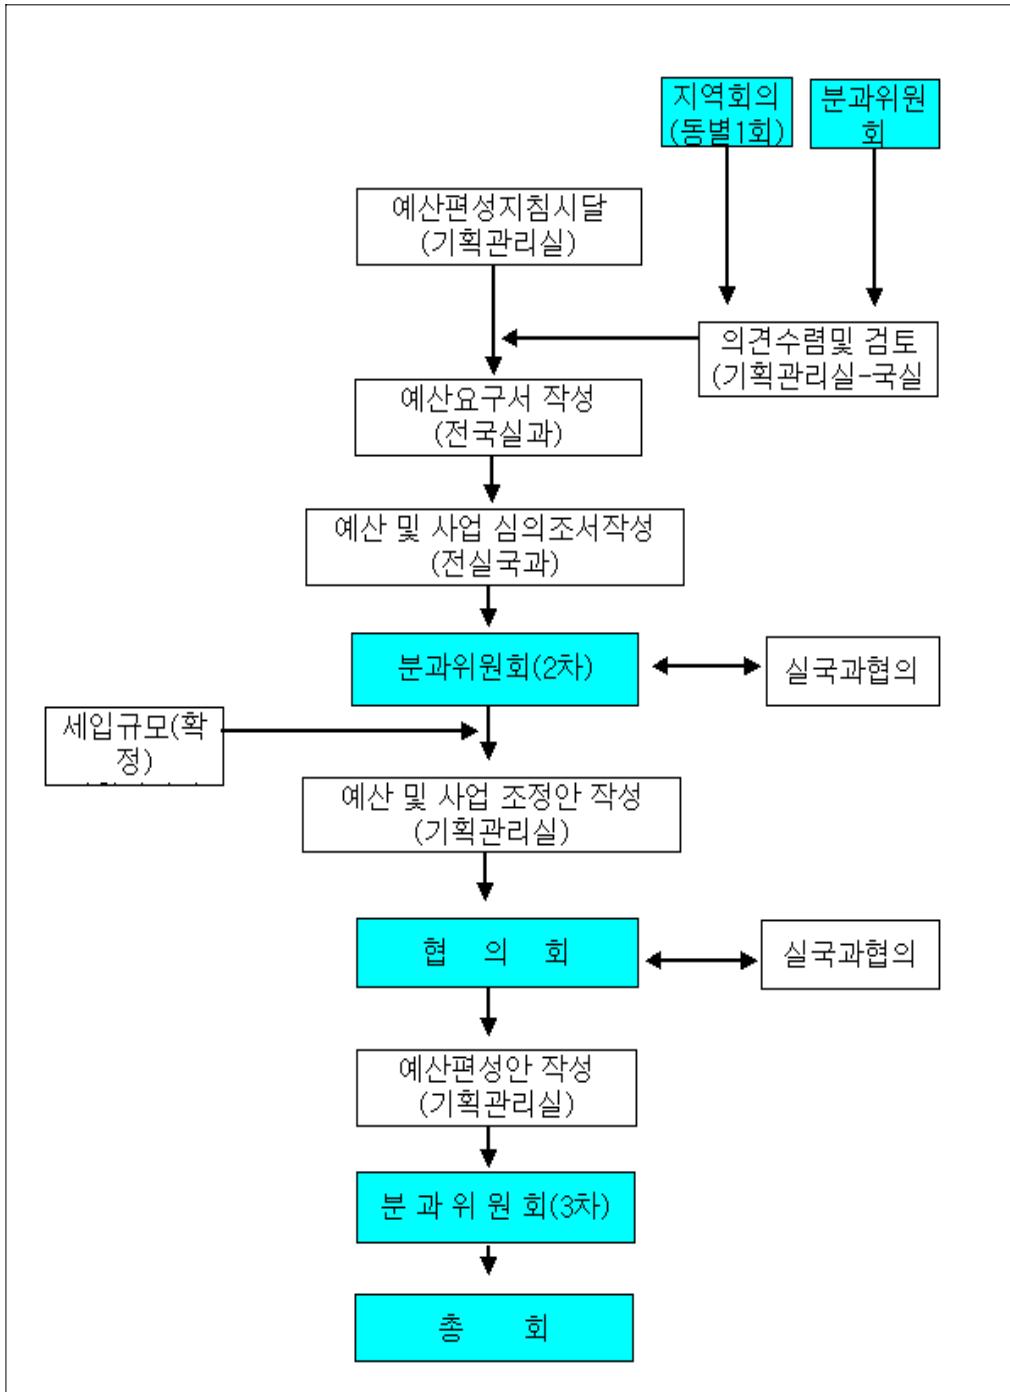 지역회의
(동별1회)
분과위원
회
예산편성지침시달
(기획관리실)
의견수렴및 검토
(기획관리실-국실
예산요구서 작성
(전국실과)
예산 및 사업 심의조서작성
(전실국과)
분과위원회(2차)
실국과협의
세입규모(확
정)
예산 및 사업 조정안 작성
(기획관리실)
협 의 회
실국과협의
예산편성안 작성
(기획관리실)
분 과 위 원 회(3차)
총 회